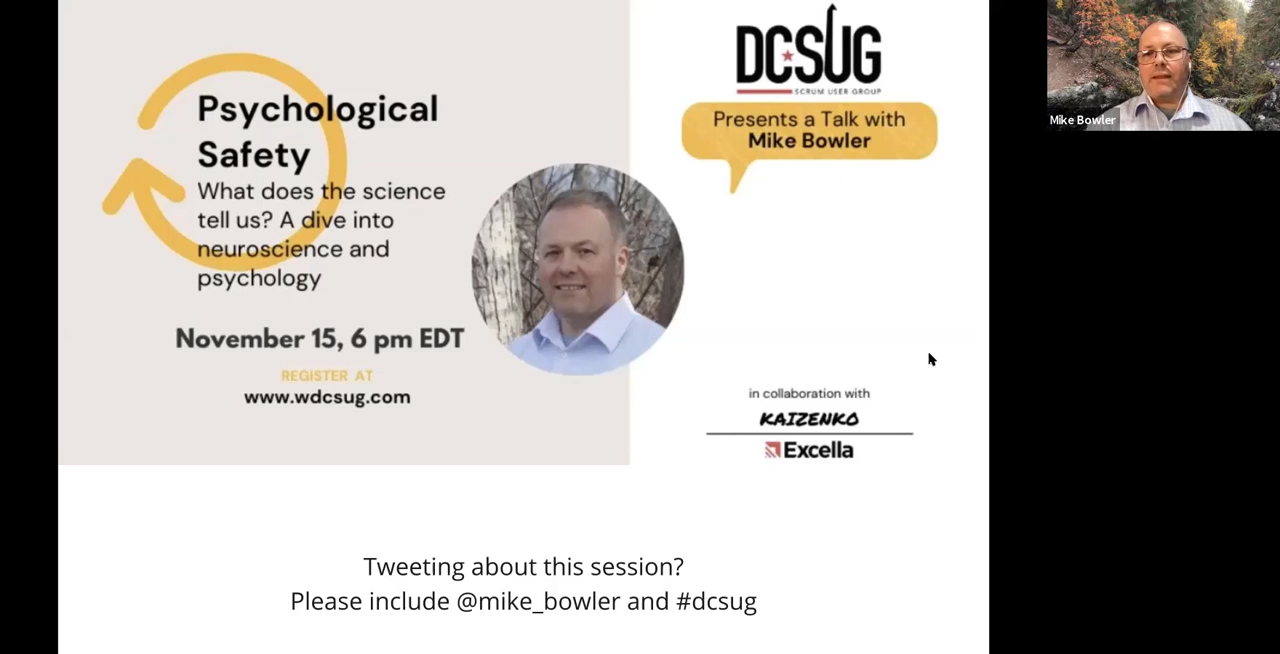 Psychological
Safety
What does the science
tell us? A dive into
neuroscience and
psychology
November 15, 6 pm EDT
REGISTER AT
www.wdcsug.com
DCSUG
SCRUM USER GROUP
Presents a Talk with
Mike Bowler
in collaboration with
KAIZENKO
Excella
Tweeting about this session?
Please include @mike_bowler and #dcsug
Mike Bowler